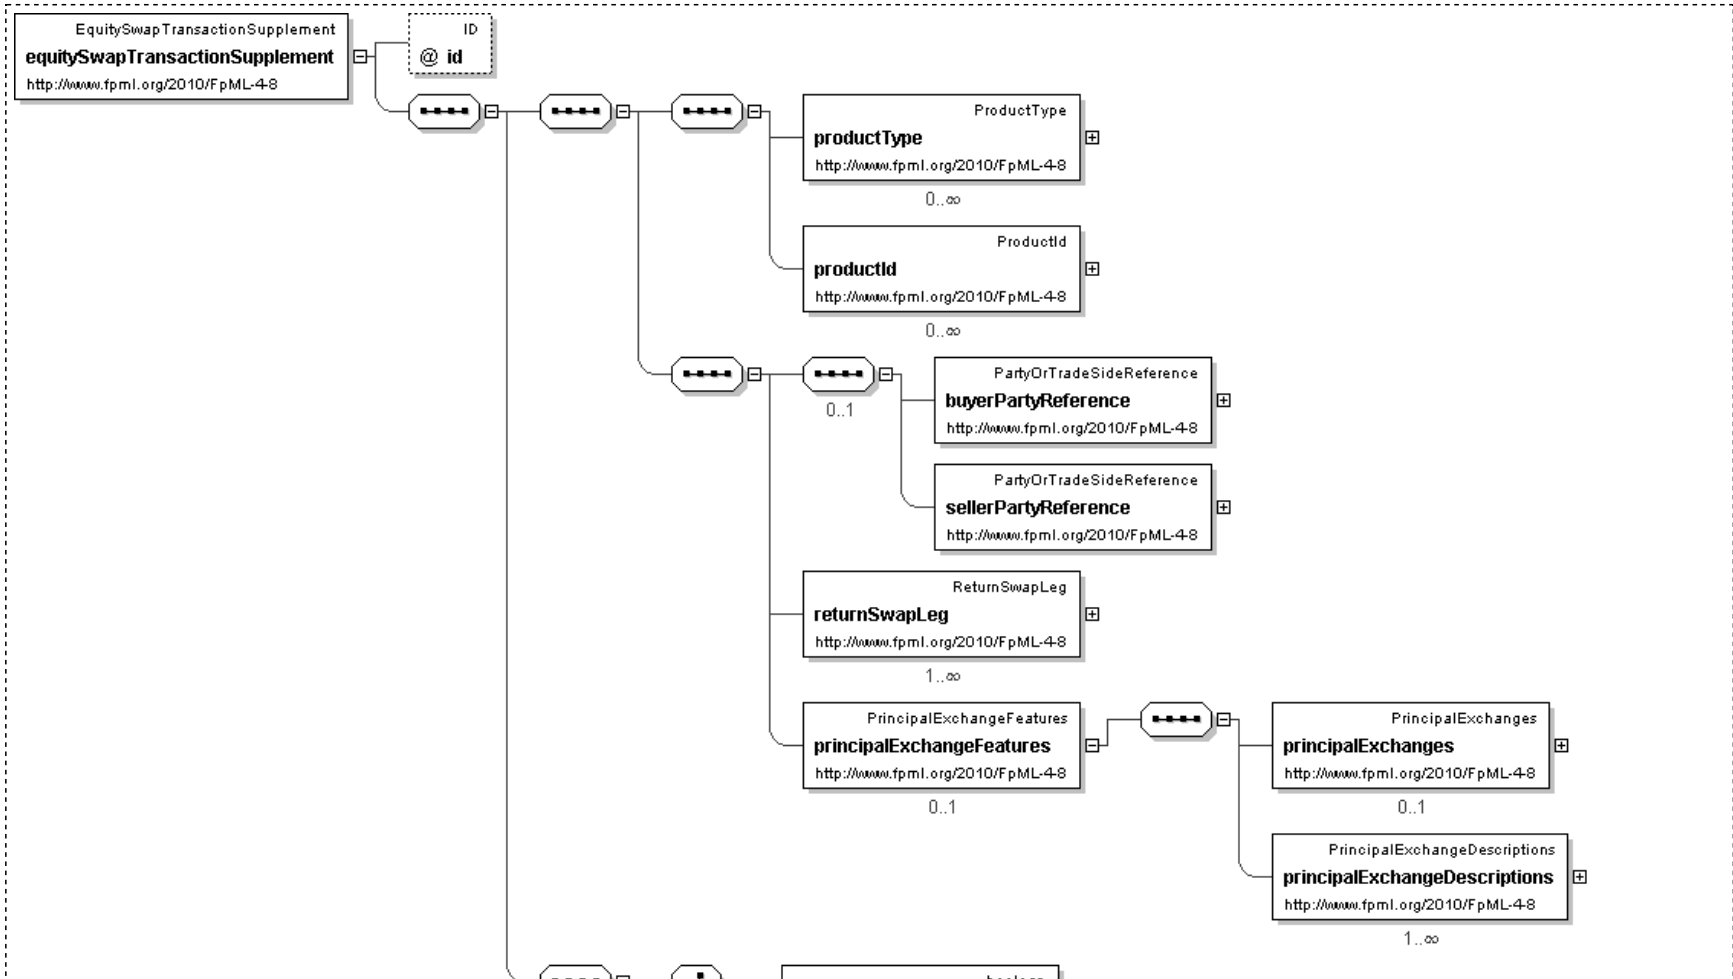 EquitySwapTransactionSupplement
equitySwapTransactionSupplement
http://www.fpml.org/2010/FpML-4-8
ID
@ id
ProductType
productType
http://www.fpml.org/2010/FpML-4-8
0..∞
ProductId
productId
http://www.fpml.org/2010/FpML-4-8
0..∞
0..1
PartyOrTradeSideReference
buyerPartyReference
http://www.fpml.org/2010/FpML-4-8
PartyOrTradeSideReference
sellerPartyReference
http://www.fpml.org/2010/FpML-4-8
ReturnSwapLeg
returnSwapLeg
http://www.fpml.org/2010/FpML-4-8
1..∞
PrincipalExchangeFeatures
principalExchangeFeatures
http://www.fpml.org/2010/FpML-4-8
0..1
PrincipalExchanges
principalExchanges
http://www.fpml.org/2010/FpML-4-8
0..1
PrincipalExchangeDescriptions
principalExchangeDescriptions
http://www.fpml.org/2010/FpML-4-8
1..∞